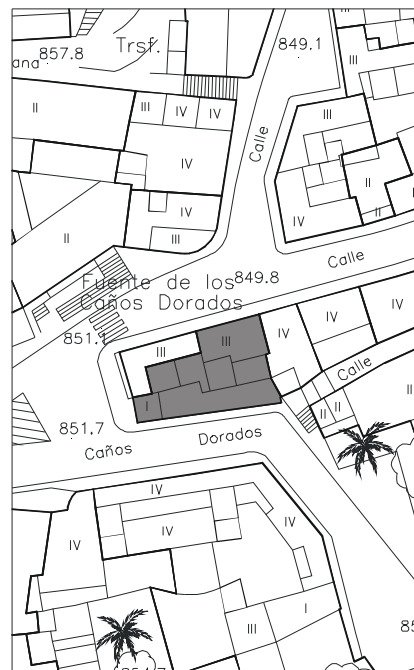 857.8
Trsf.
849.1
ana
III
II
III
IV
IV
III
Calle
IV
II
IV
IV
II
III
II
Calle
Fuente de los
849.8
Caños Dorados
851.1
III
III
IV
IV
IV
Calle
I
II
II
II
851.7
Caños
Dorados
IV
IV
IV
IV
I
III
85